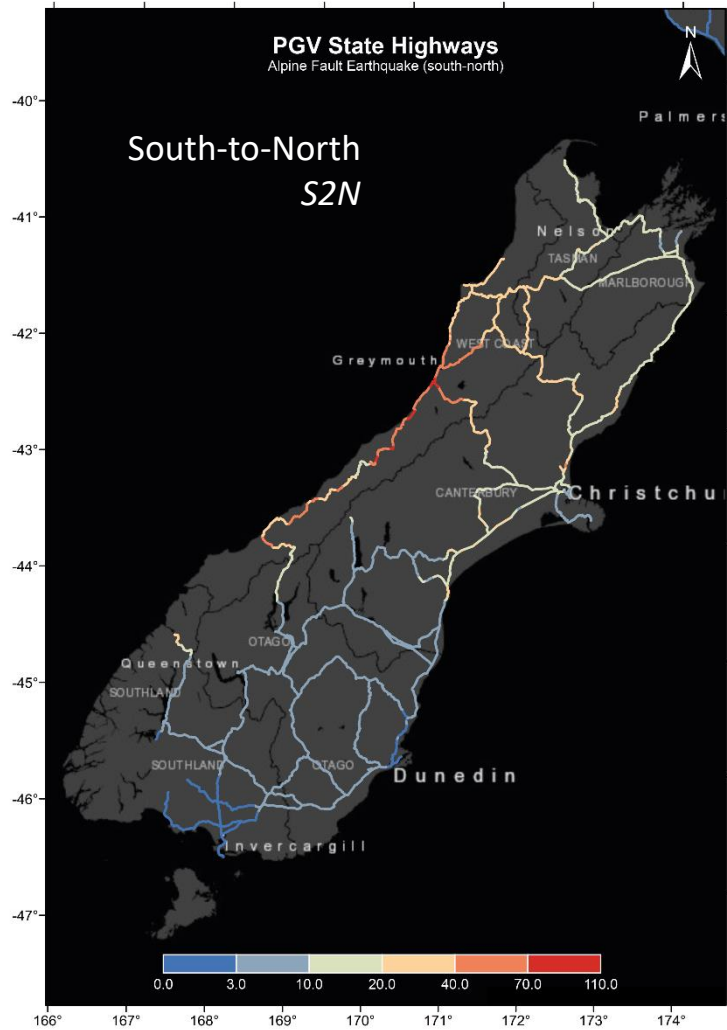 PGV State Highways
Alpine Fault Earthquake (south-north)
N
-40°
Palmers
South-to-North
S2N
-41°
Nelson
TASMAN
MARLBOROUGH
-42°
WEST COAST
Greymouth
-43°
CANTERBURY
Christchu
-44°
OTAGO
-45°
Queenstown
SOUTHLAND
SOUTHLAND
OTAGO
Dunedin
-46°
Invercargill
-47°
0.0 3.0 10.0 20.0 40.0 70.0 110.0
166° 167° 168° 169° 170° 171° 172° 173° 174°